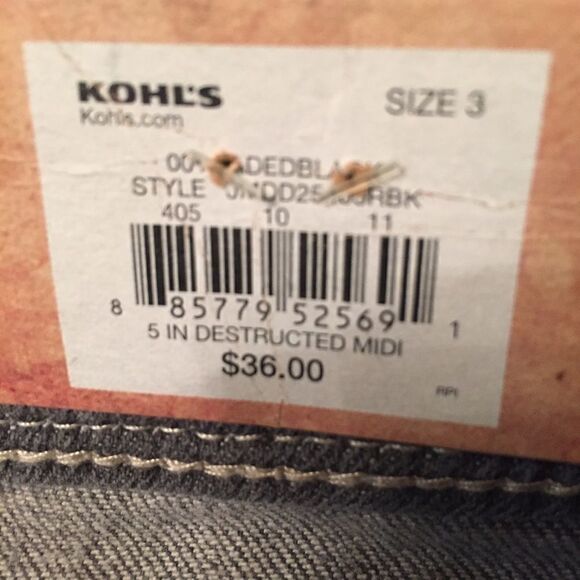 KOHL'S SIZE 3
Kohls.com
STYLE
405 10 11
8 85779 52569 1
5 IN DESTRUCTED MIDI
$36.00
RPI